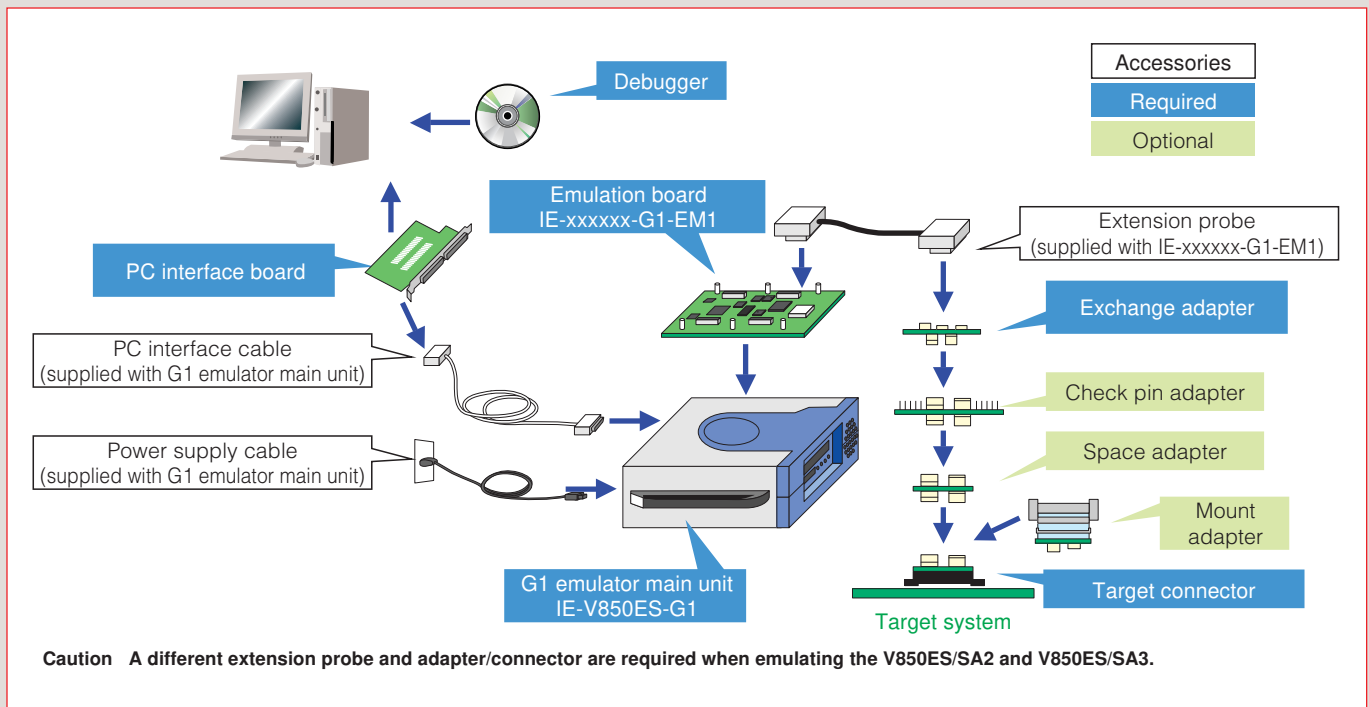 Accessories
Required
Optional
Debugger
Emulation board
IE-xxxxxx-G1-EM1
Extension probe
(supplied with IE-xxxxxx-G1-EM1)
PC interface board
Exchange adapter
PC interface cable
(supplied with G1 emulator main unit)
Check pin adapter
Power supply cable
(supplied with G1 emulator main unit)
Space adapter
Mount
adapter
G1 emulator main unit
IE-V850ES-G1
Target connector
Target system
Caution A different extension probe and adapter/connector are required when emulating the V850ES/SA2 and V850ES/SA3.